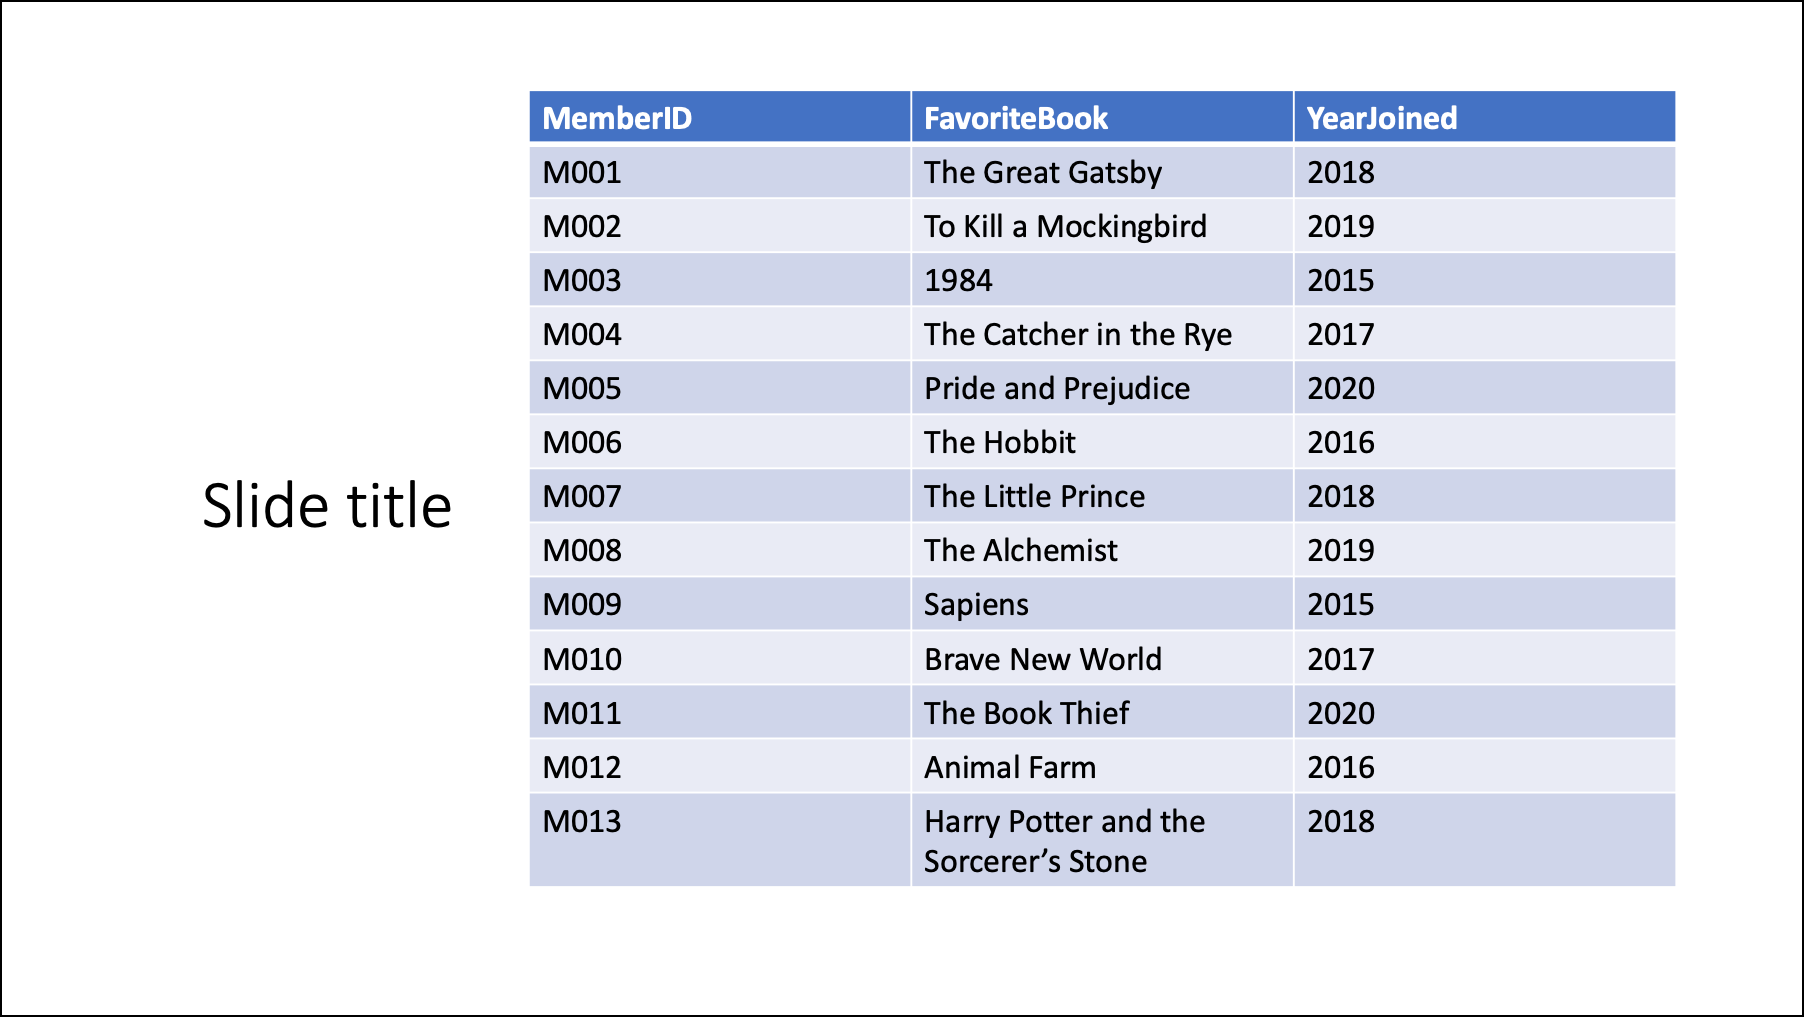 Slide title
MemberID FavoriteBook YearJoined
M001 The Great Gatsby 2018
M002 To Kill a Mockingbird 2019
M003 1984 2015
M004 The Catcher in the Rye 2017
M005 Pride and Prejudice 2020
M006 The Hobbit 2016
M007 The Little Prince 2018
M008 The Alchemist 2019
M009 Sapiens 2015
M010 Brave New World 2017
M011 The Book Thief 2020
M012 Animal Farm 2016
M013 Harry Potter and the 2018
Sorcerer’s Stone